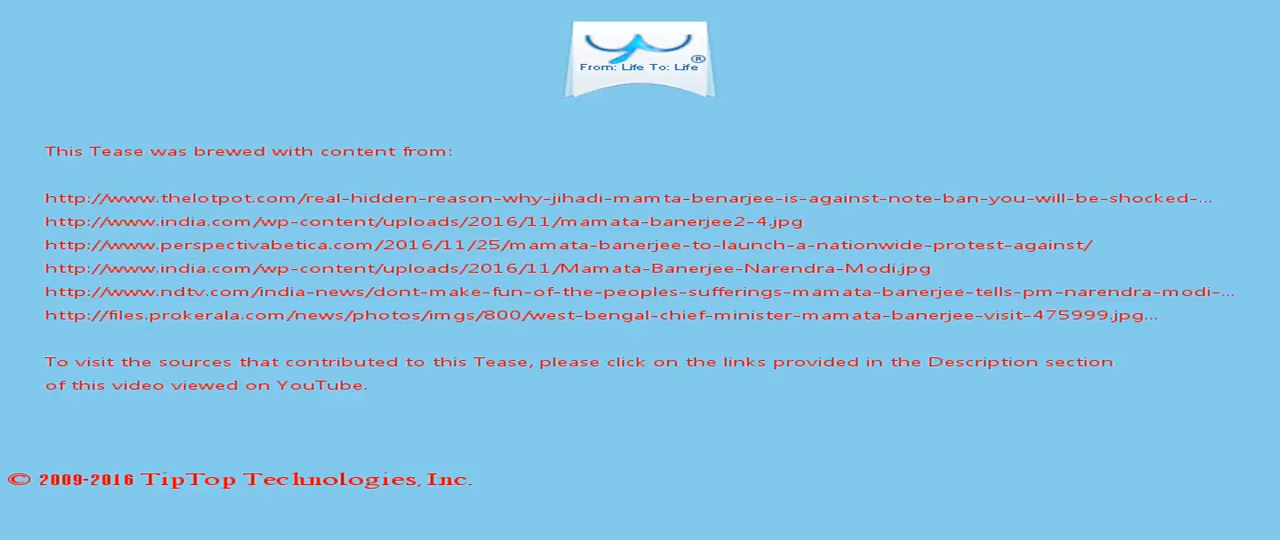 From: Life To: Life®
This Tease was brewed with content from:
http://www.thelotpot.com/real-hidden-reason-why-jihadi-mamta-benarjee-is-against-note-ban-you-will-be-shocked-...
http://www.india.com/wp-content/uploads/2016/11/mamata-banerjee2-4.jpg
http://www.perspectivabetica.com/2016/11/25/mamata-banerjee-to-launch-a-nationwide-protest-against/
http://www.india.com/wp-content/uploads/2016/11/Mamata-Banerjee-Narendra-Modi.jpg
http://www.ndtv.com/india-news/dont-make-fun-of-the-peoples-sufferings-mamata-banerjee-tells-pm-narendra-modi-...
http://files.prokerala.com/news/photos/imgs/800/west-bengal-chief-minister-mamata-banerjee-visit-475999.jpg...
To visit the sources that contributed to this Tease, please click on the links provided in the Description section
of this video viewed on YouTube.
© 2009-2016 TipTop Technologies, Inc.